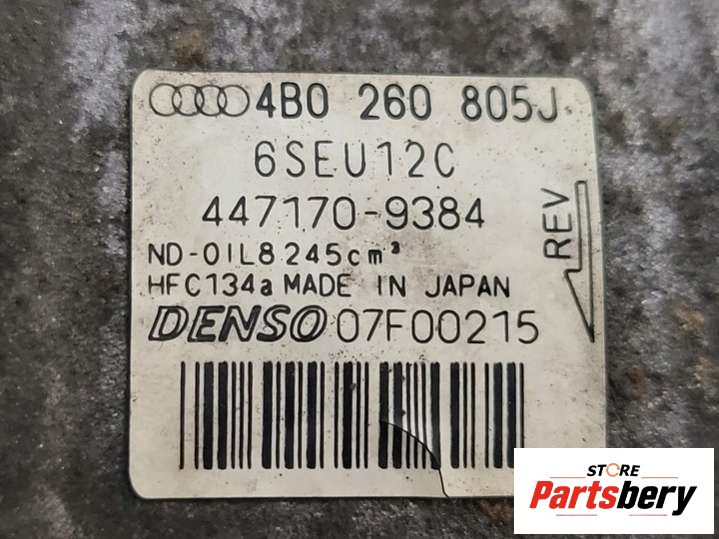 4B0 260 805J
6SEU12C
447170-9384
ND-OIL8 245cm³
HFC134a MADE IN JAPAN
DENSO 07F00215
REV
STORE
Partsbery